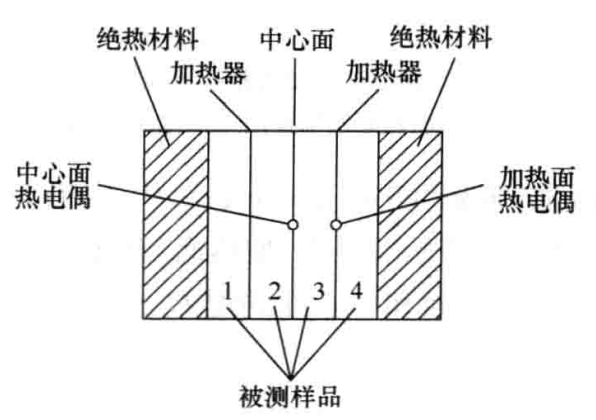 绝热材料
中心面
绝热材料
加热器
加热器
中心面
热电偶
加热面
热电偶
1 2 3 4
被测样品